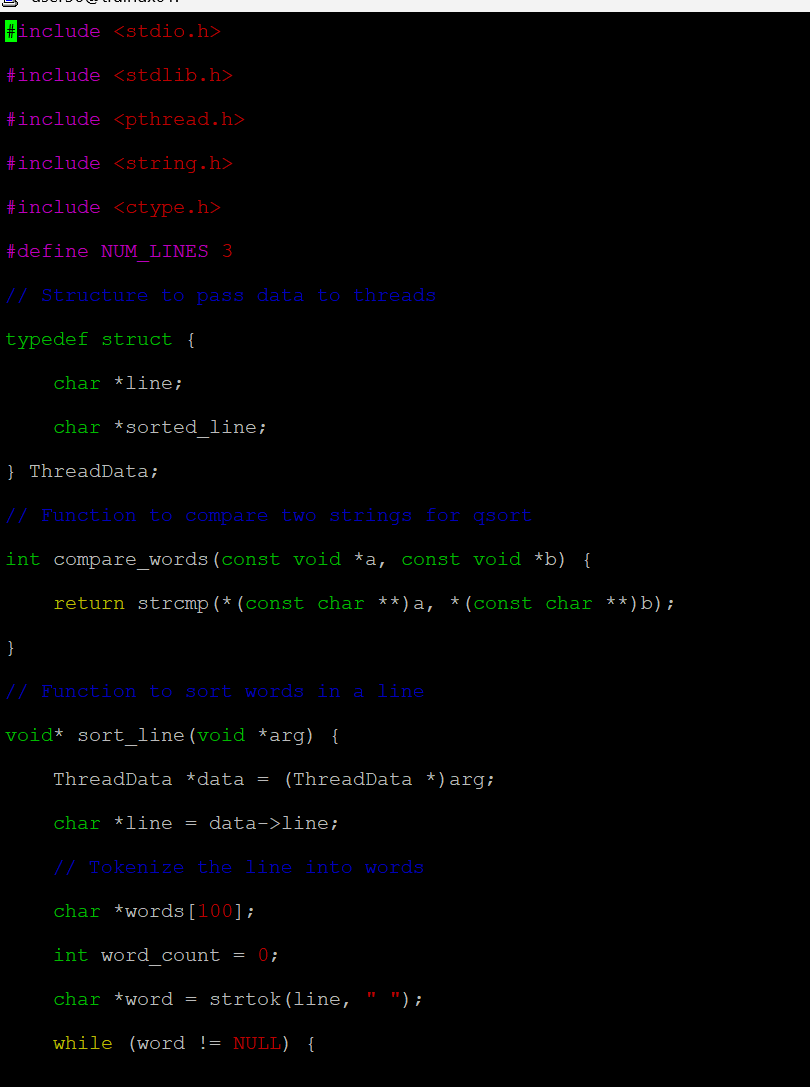 #include <stdio.h>
#include <stdlib.h>
#include <pthread.h>
#include <string.h>
#include <ctype.h>
#define NUM_LINES 3
// Structure to pass data to threads
typedef struct {
    char *line;
    char *sorted_line;
} ThreadData;
// Function to compare two strings for qsort
int compare_words(const void *a, const void *b) {
    return strcmp(*(const char **)a, *(const char **)b);
}
// Function to sort words in a line
void* sort_line(void *arg) {
    ThreadData *data = (ThreadData *)arg;
    char *line = data->line;
    // Tokenize the line into words
    char *words[100];
    int word_count = 0;
    char *word = strtok(line, " ");
    while (word != NULL) {